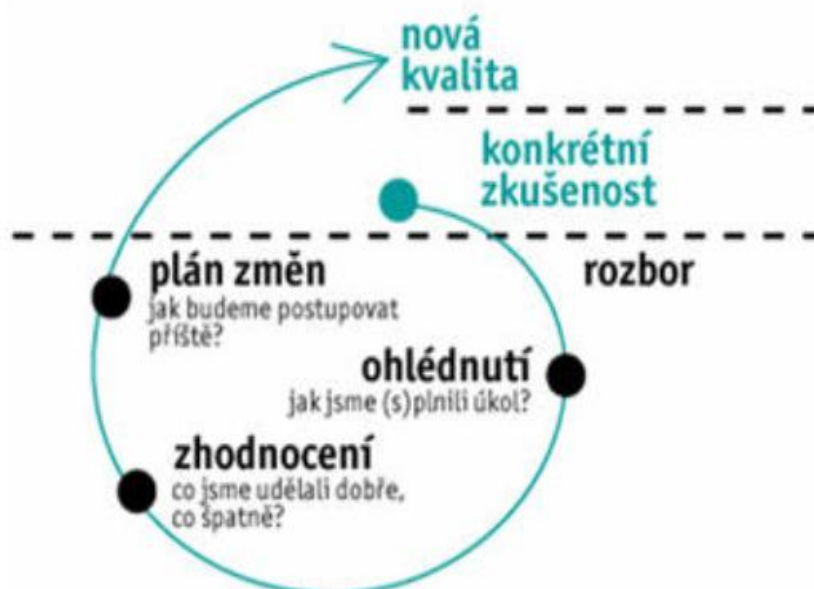 nová
kvalita
konkrétní
zkušenost
rozbor
plán změn
jak budeme postupovat
příště?
ohlédnutí
jak jsme (s)plnili úkol?
zhodnocení
co jsme udělali dobře,
co špatně?